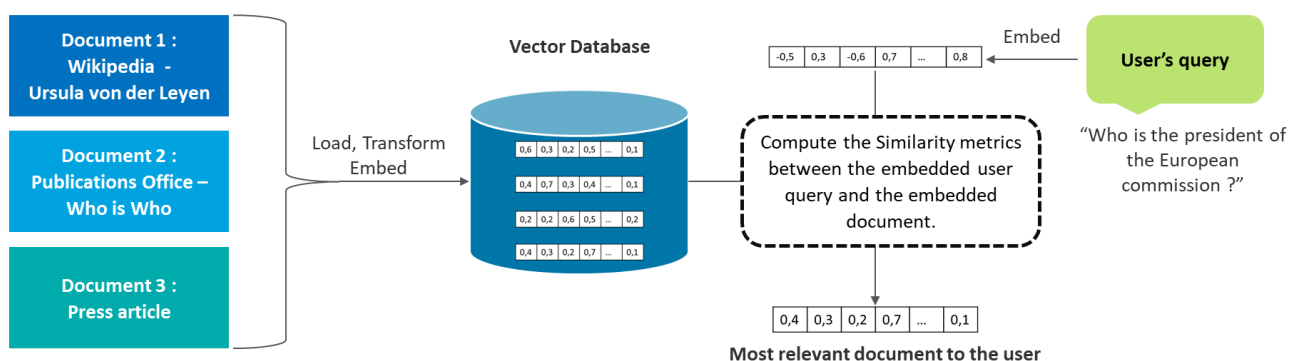 Document 1 :
Wikipedia -
Ursula von der Leyen
Document 2 :
Publications Office –
Who is Who
Document 3 :
Press article
Load, Transform
Embed
Vector Database
0,6 0,3 0,2 0,5 ... 0,1
0,4 0,7 0,3 0,4 ... 0,1
0,2 0,2 0,6 0,5 ... 0,2
0,4 0,3 0,2 0,7 ... 0,1
-0,5 0,3 -0,6 0,7 ... 0,8
Embed
User’s query
“Who is the president of
the European
commission ?”
Compute the Similarity metrics
between the embedded user
query and the embedded
document.
0,4 0,3 0,2 0,7 ... 0,1
Most relevant document to the user